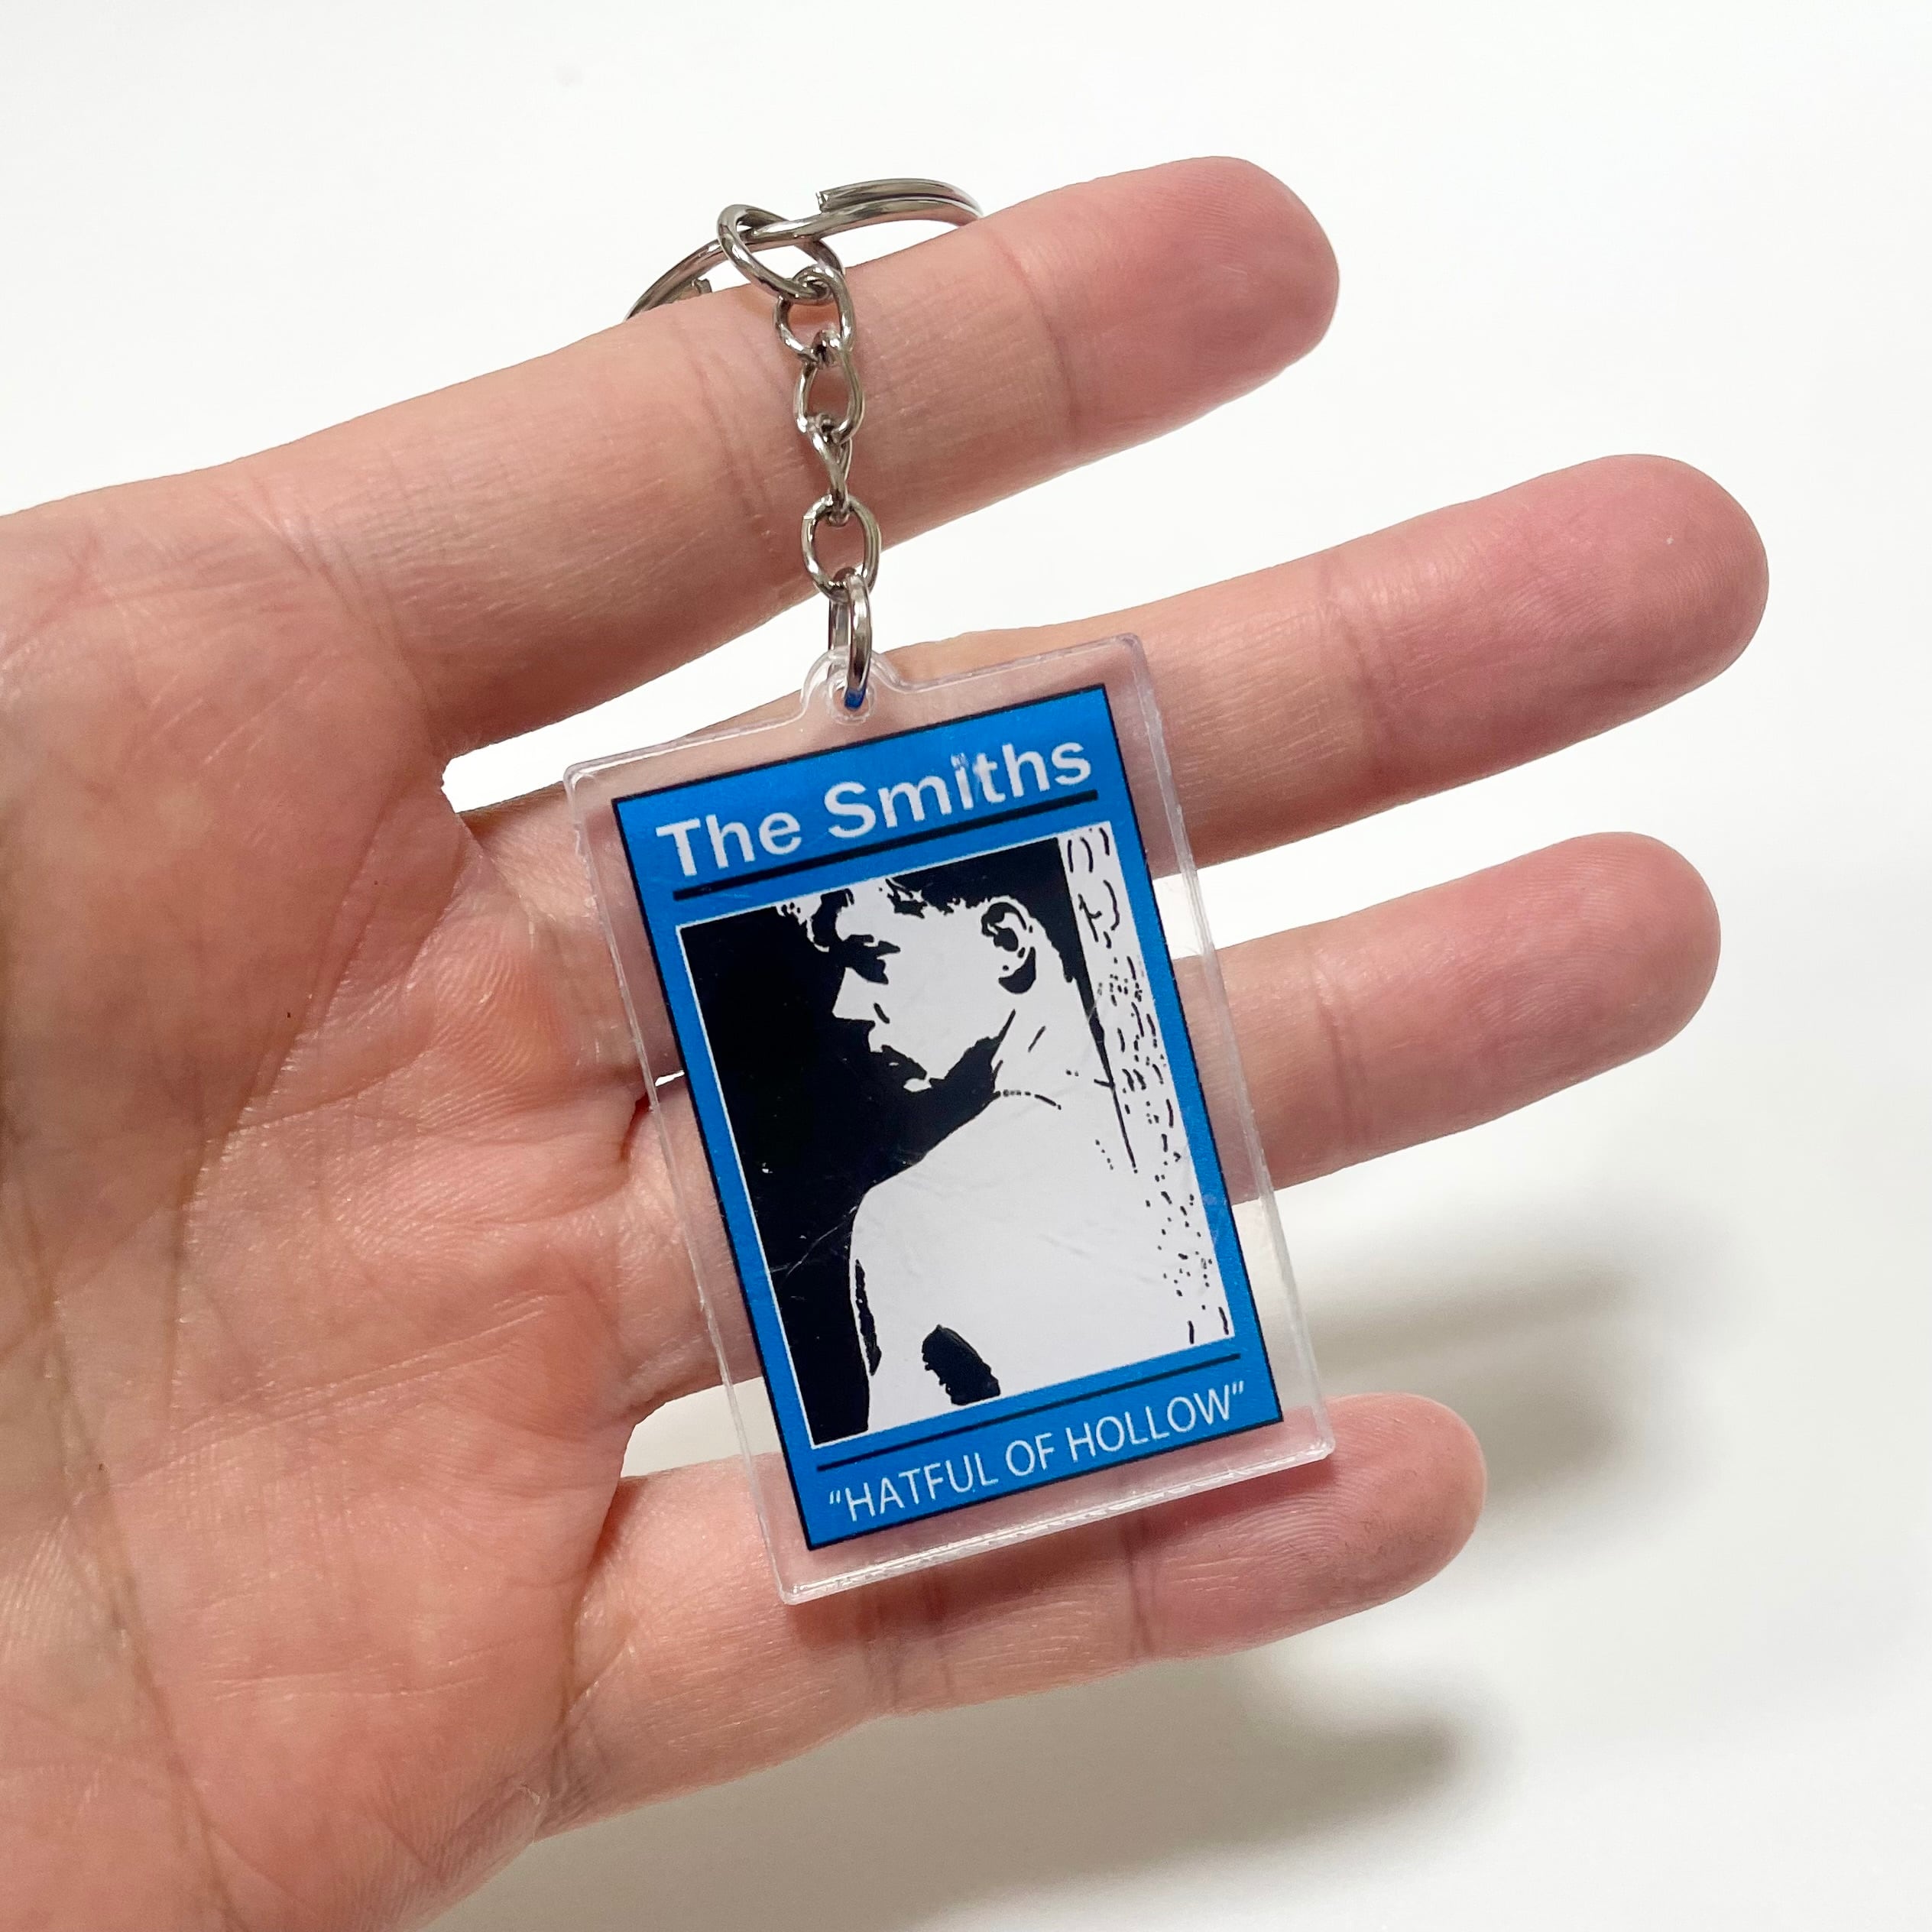 The Smiths
“HATFUL OF HOLLOW”